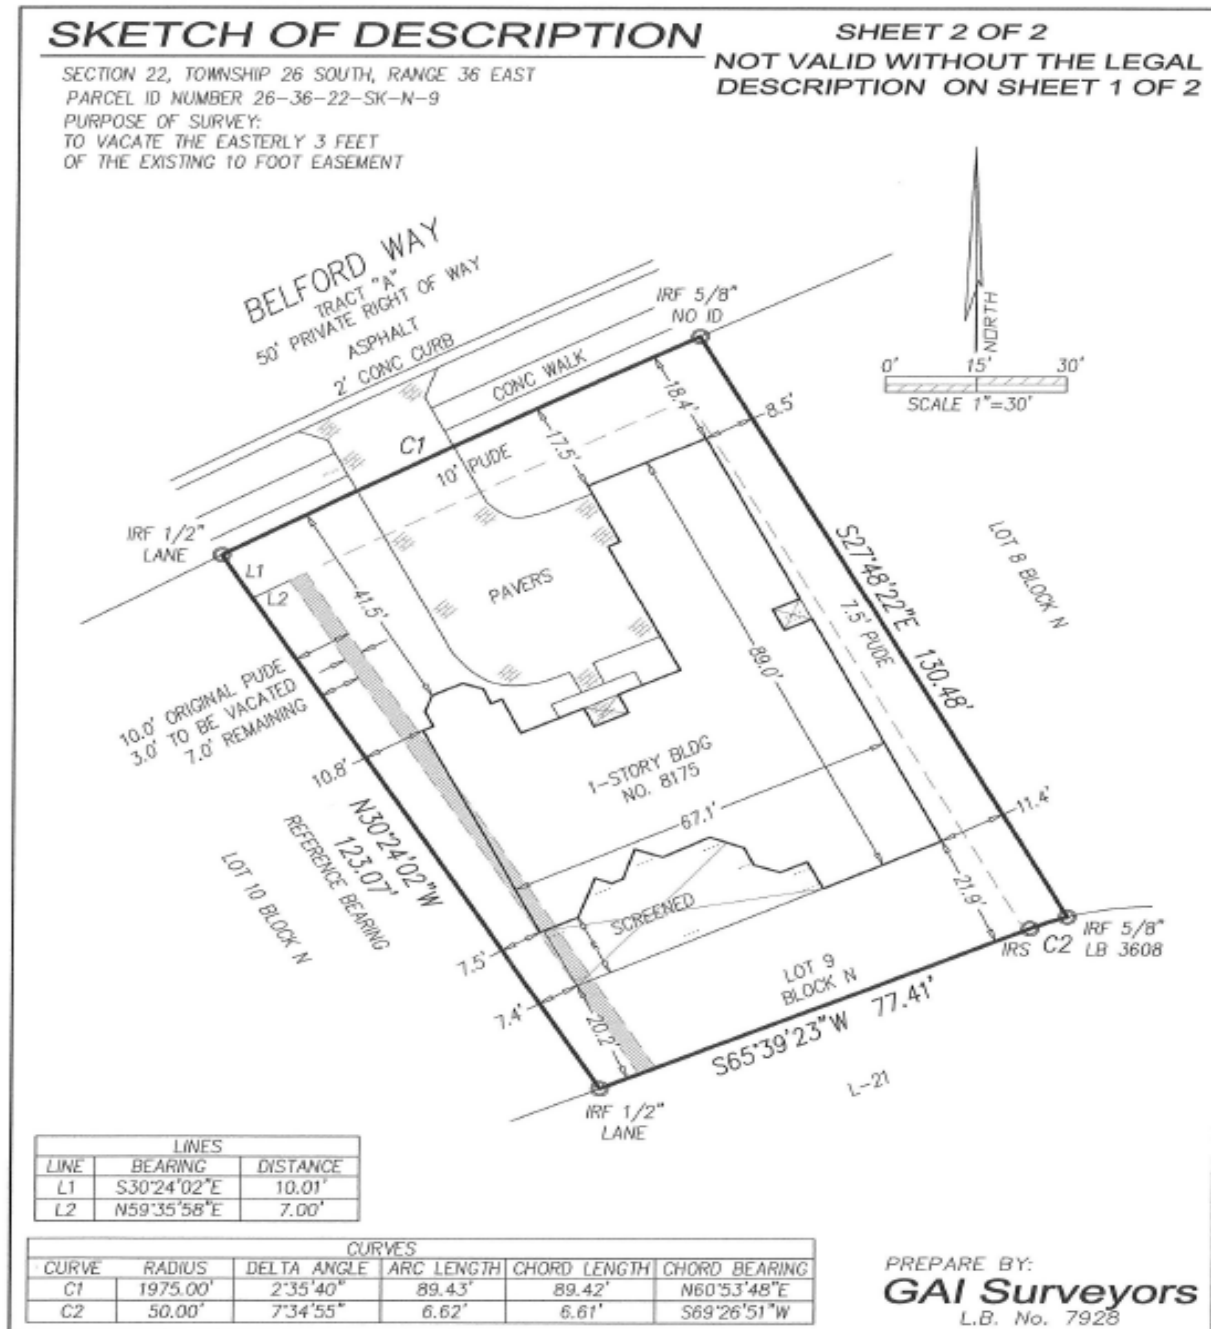 SKETCH OF DESCRIPTION
SHEET 2 OF 2
NOT VALID WITHOUT THE LEGAL
DESCRIPTION ON SHEET 1 OF 2
SECTION 22, TOWNSHIP 26 SOUTH, RANGE 36 EAST
PARCEL ID NUMBER 26-36-22-SK-N-9
PURPOSE OF SURVEY:
TO VACATE THE EASTERLY 3 FEET
OF THE EXISTING 10 FOOT EASEMENT
BELFORD WAY
TRACT "A"
50' PRIVATE RIGHT OF WAY
ASPHALT
2' CONC CURB
CONC WALK
IRF 5/8"
NO ID
NORTH
0' 15' 30'
SCALE 1"=30'
C1
10' PUDE
17.5'
18.4'
8.5'
IRF 1/2"
LANE
L1
L2
41.5'
PAVERS
S27°48'22"E 130.48'
7.5' PUDE
LOT 8 BLOCK N
89.0'
10.0' ORIGINAL PUDE
3.0' TO BE VACATED
7.0' REMAINING
10.8'
1-STORY BLDG
NO. 8175
67.1'
11.4'
N30°24'02"W
123.07'
REFERENCE BEARING
LOT 10 BLOCK N
SCREENED
21.9'
7.5'
7.4'
20.2'
LOT 9
BLOCK N
IRS
C2
IRF 5/8"
LB 3608
S65°39'23"W 77.41'
L-21
IRF 1/2"
LANE
LINES
LINE BEARING DISTANCE
L1 S30°24'02"E 10.01'
L2 N59°35'58"E 7.00'
CURVES
CURVE RADIUS DELTA ANGLE ARC LENGTH CHORD LENGTH CHORD BEARING
C1 1975.00' 2°35'40" 89.43' 89.42' N60°53'48"E
C2 50.00' 7°34'55" 6.62' 6.61' S69°26'51"W
PREPARE BY:
GAI Surveyors
L.B. No. 7928